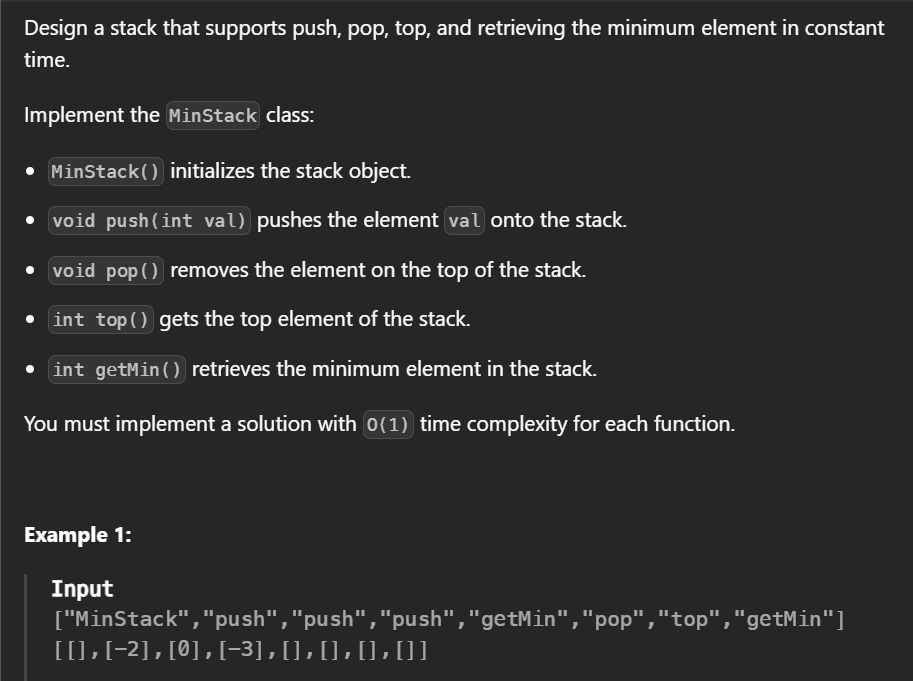 Design a stack that supports push, pop, top, and retrieving the minimum element in constant
time.
Implement the MinStack class:
• MinStack() initializes the stack object.
• void push(int val) pushes the element val onto the stack.
• void pop() removes the element on the top of the stack.
• int top() gets the top element of the stack.
• int getMin() retrieves the minimum element in the stack.
You must implement a solution with O(1) time complexity for each function.
Example 1:
Input
["MinStack","push","push","push","getMin","pop","top","getMin"]
[[],[-2],[0],[-3],[],[],[],[]]